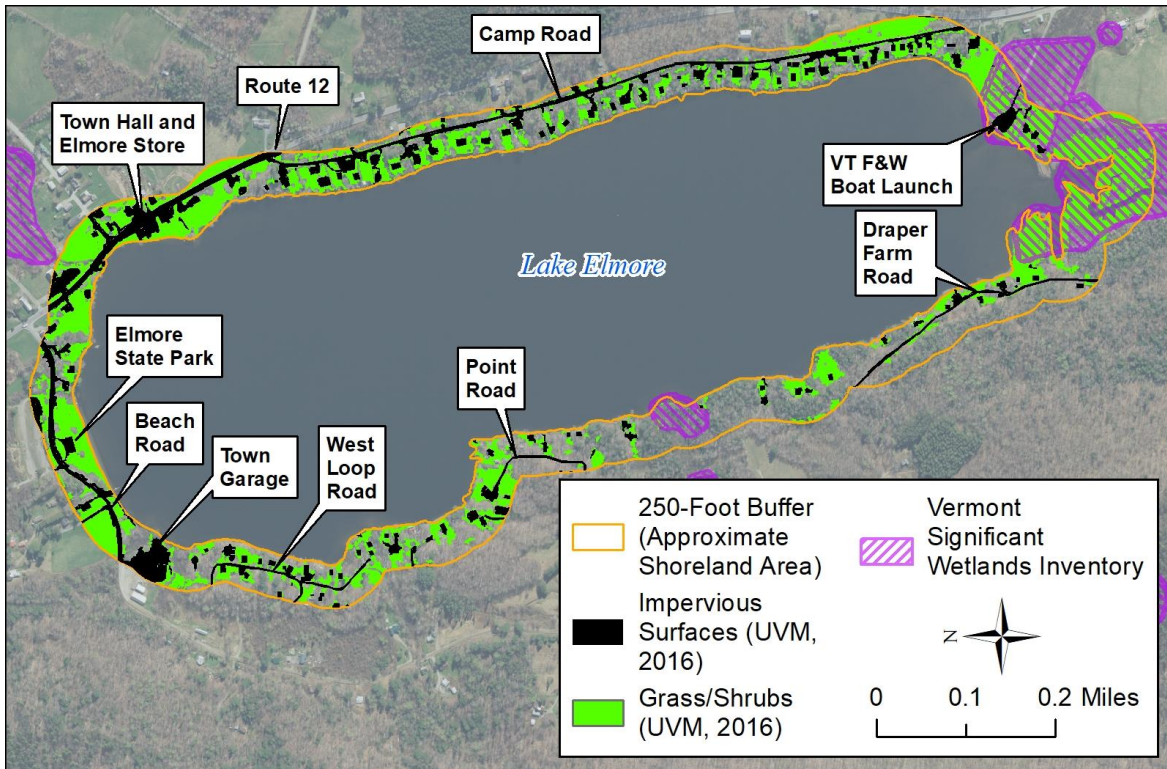 Camp Road
Route 12
Town Hall and
Elmore Store
VT F&W
Boat Launch
Draper
Farm
Road
Lake Elmore
Elmore
State Park
Point
Road
Beach
Road
Town
Garage
West
Loop
Road
250-Foot Buffer
(Approximate
Shoreland Area)
Impervious
Surfaces (UVM,
2016)
Grass/Shrubs
(UVM, 2016)
Vermont
Significant
Wetlands Inventory
N
0 0.1 0.2 Miles